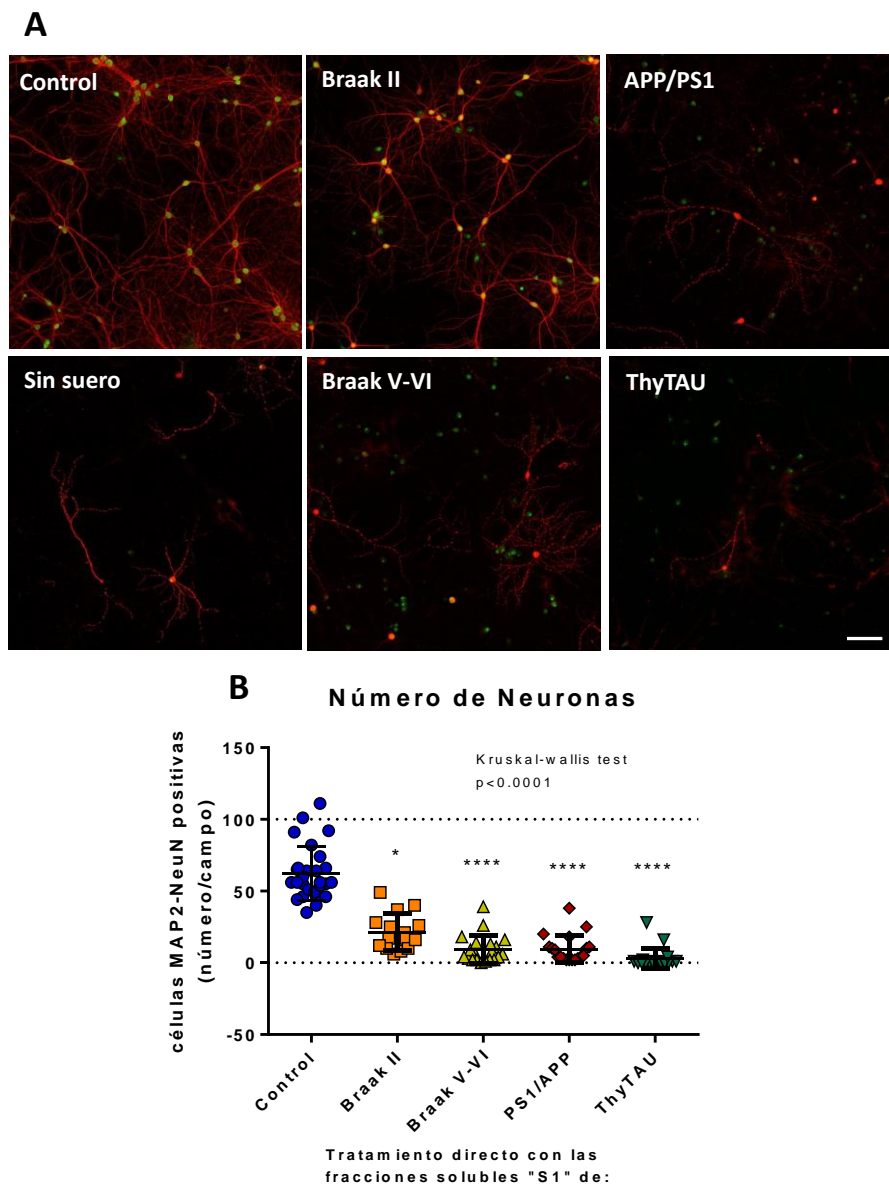 A
Control
Braak II
APP/PS1
Sin suero
Braak V-VI
ThyTAU
B
Número de Neuronas
células MAP2-NeuN positivas
(número/campo)
150
100
50
0
-50
Kruskal-wallis test
p<0.0001
*
****
****
****
Control
Braak II
Braak V-VI
PS1/APP
ThyTAU
Tratamiento directo con las
fracciones solubles "S1" de: